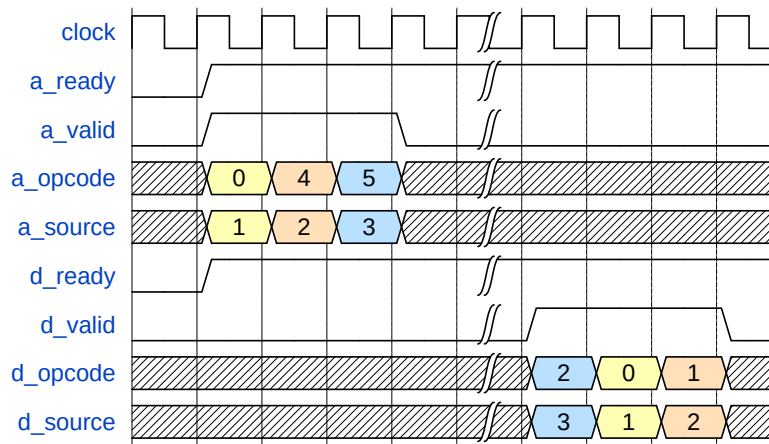 clock
a_ready
a_valid
a_opcode 0 4 5
a_source 1 2 3
d_ready
d_valid
d_opcode 2 0 1
d_source 3 1 2